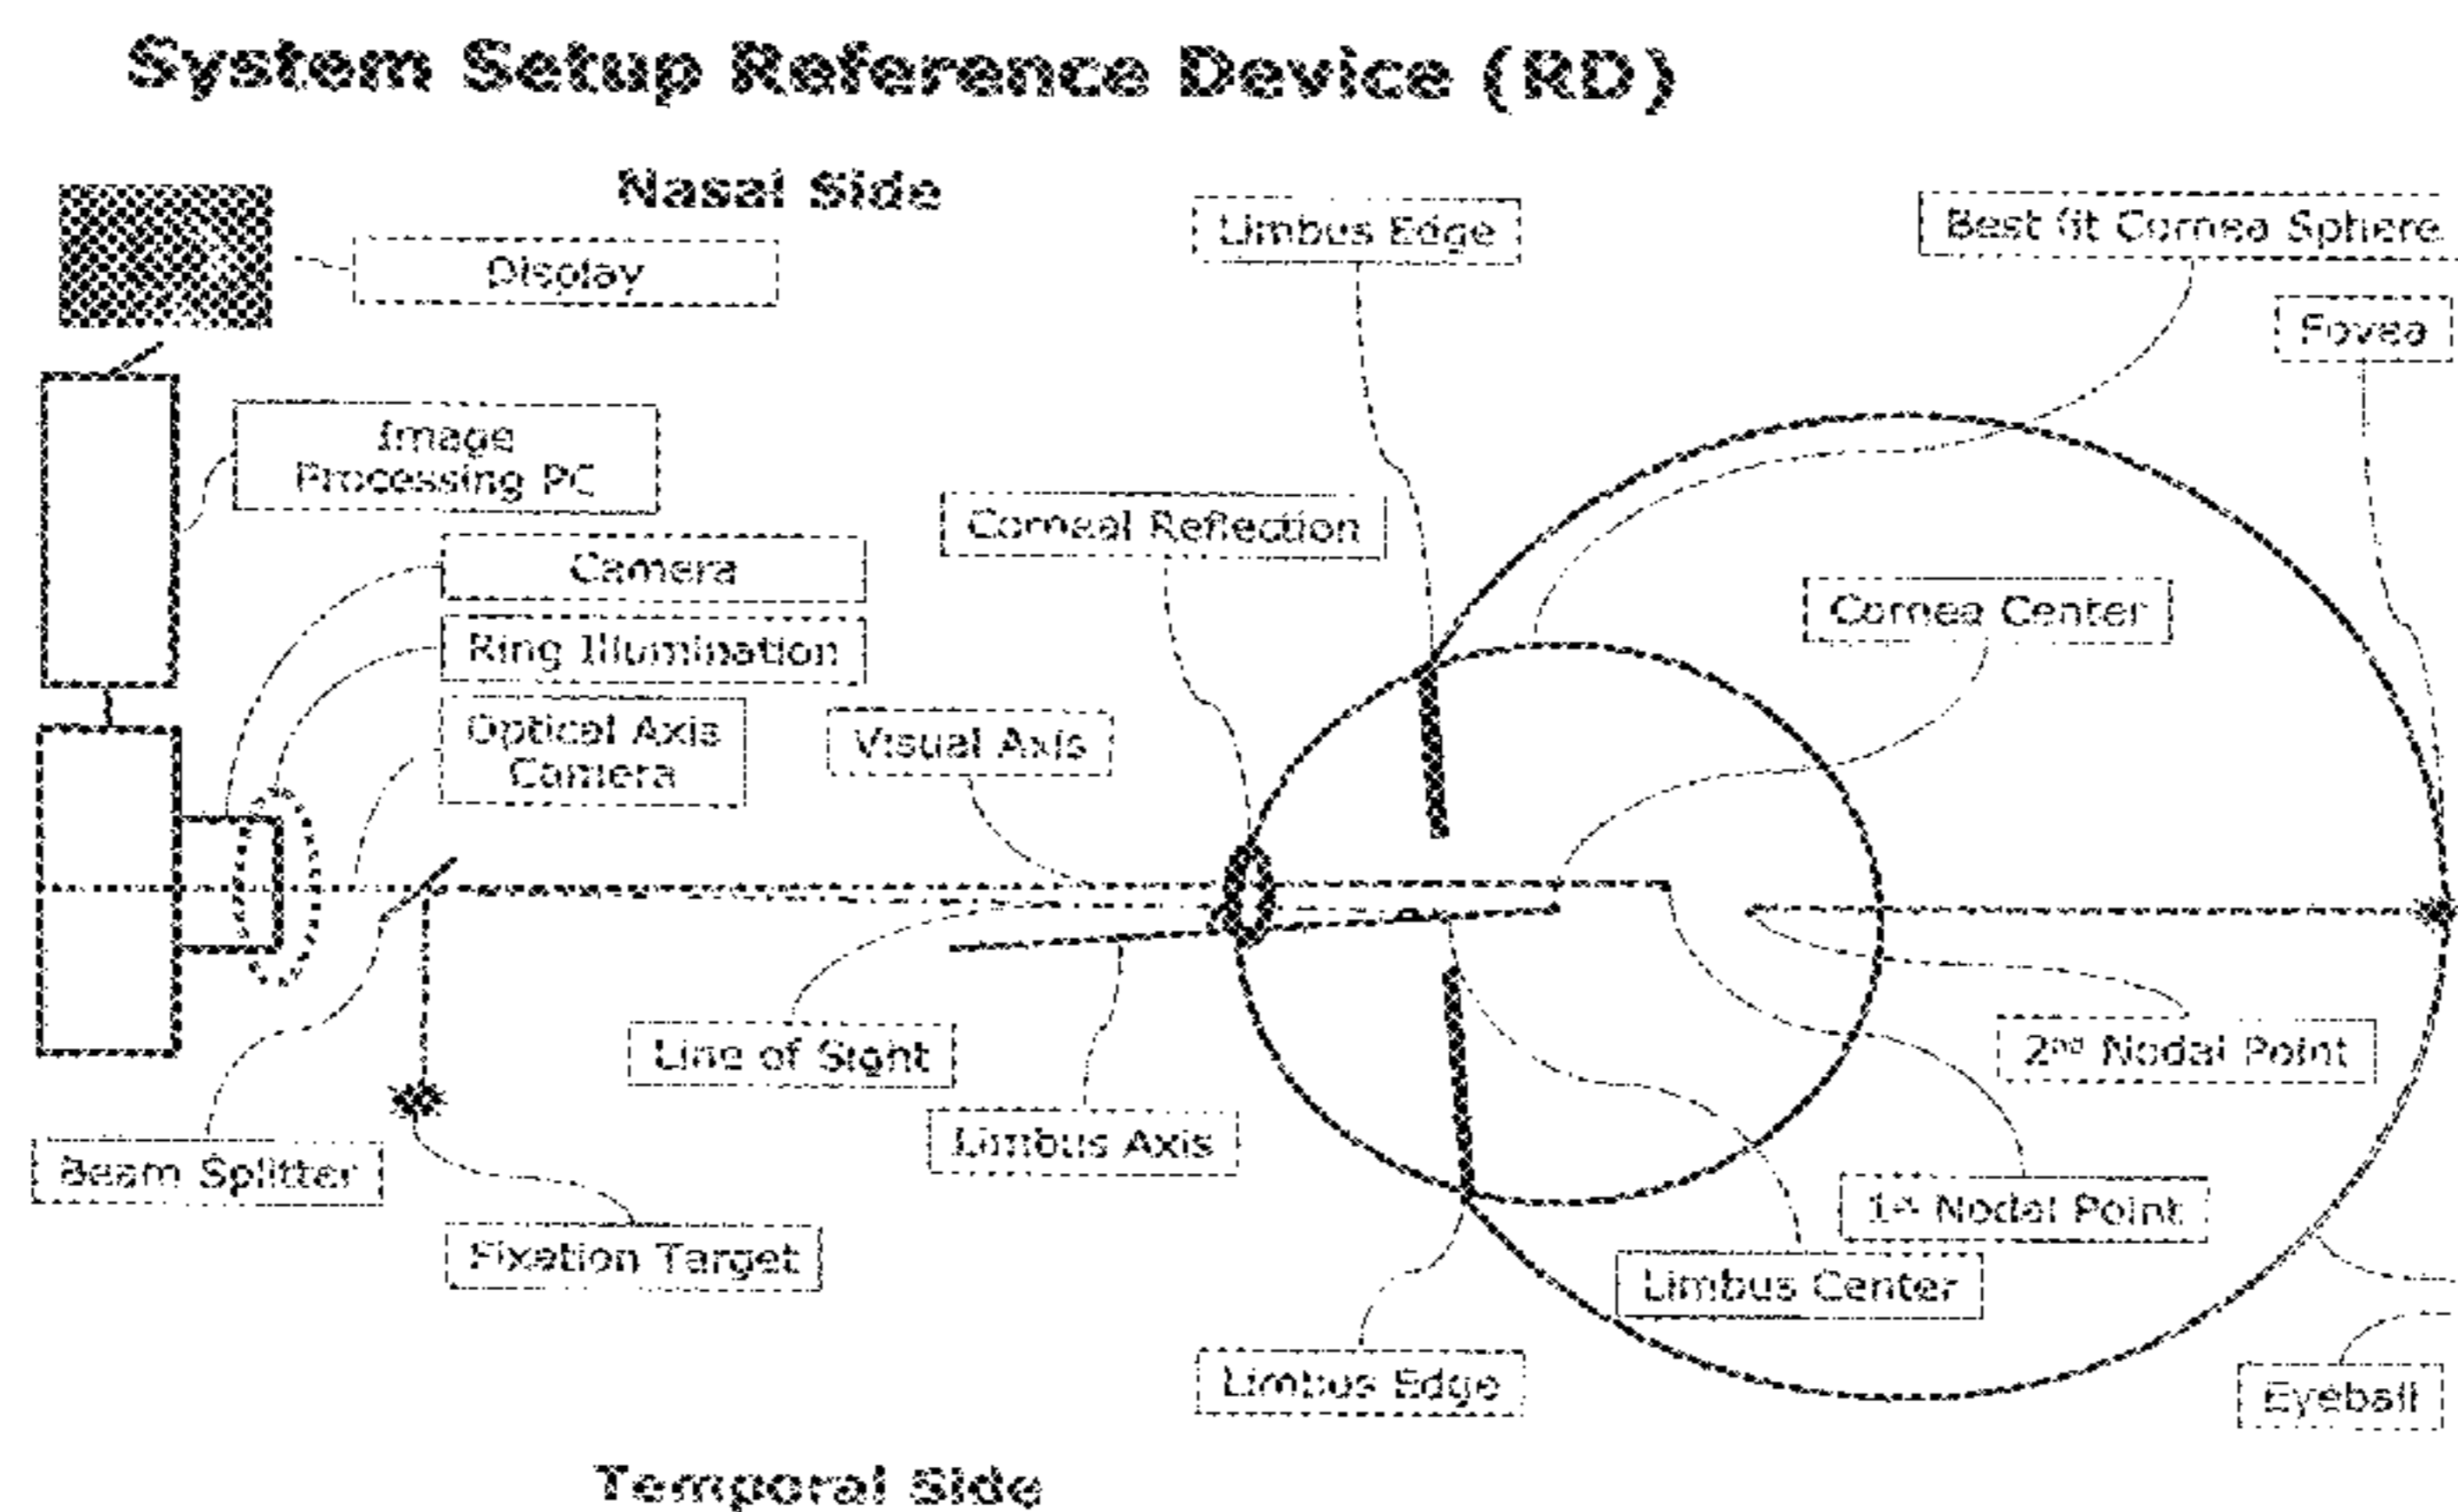 System Setup Reference Device (RD)
Nasal Side
Display
Limbus Edge
Best fit Cornea Sphere
Fovea
Image
Processing PC
Corneal Reflection
Camera
Cornea Center
Ring Illumination
Optical Axis
Camera
Visual Axis
Line of Sight
2nd Nodal Point
Limbus Axis
Beam Splitter
1st Nodal Point
Fixation Target
Limbus Center
Limbus Edge
Eyeball
Temporal Side